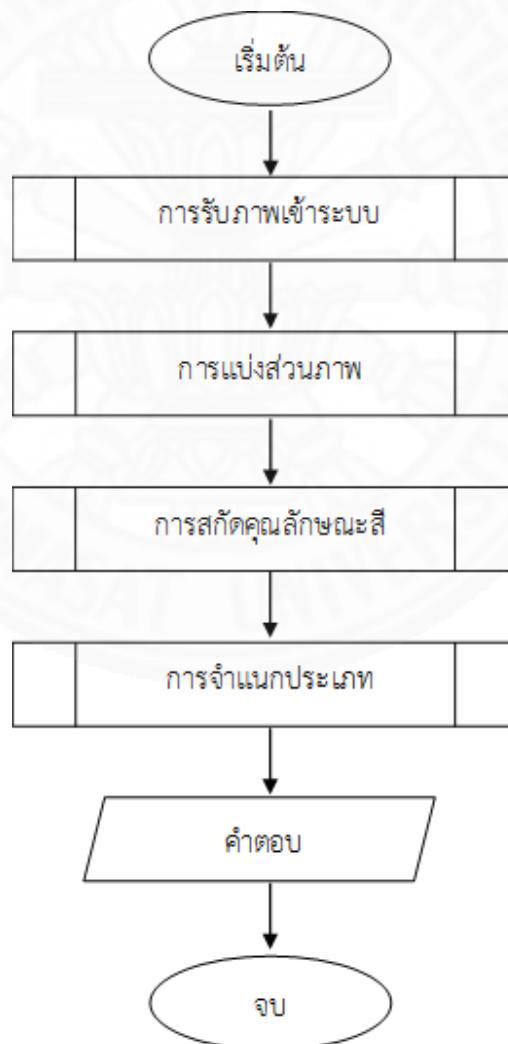 เริ่มต้น
การรับภาพเข้าระบบ
การแบ่งส่วนภาพ
การสกัดคุณลักษณะสี
การจำแนกประเภท
คำตอบ
จบ